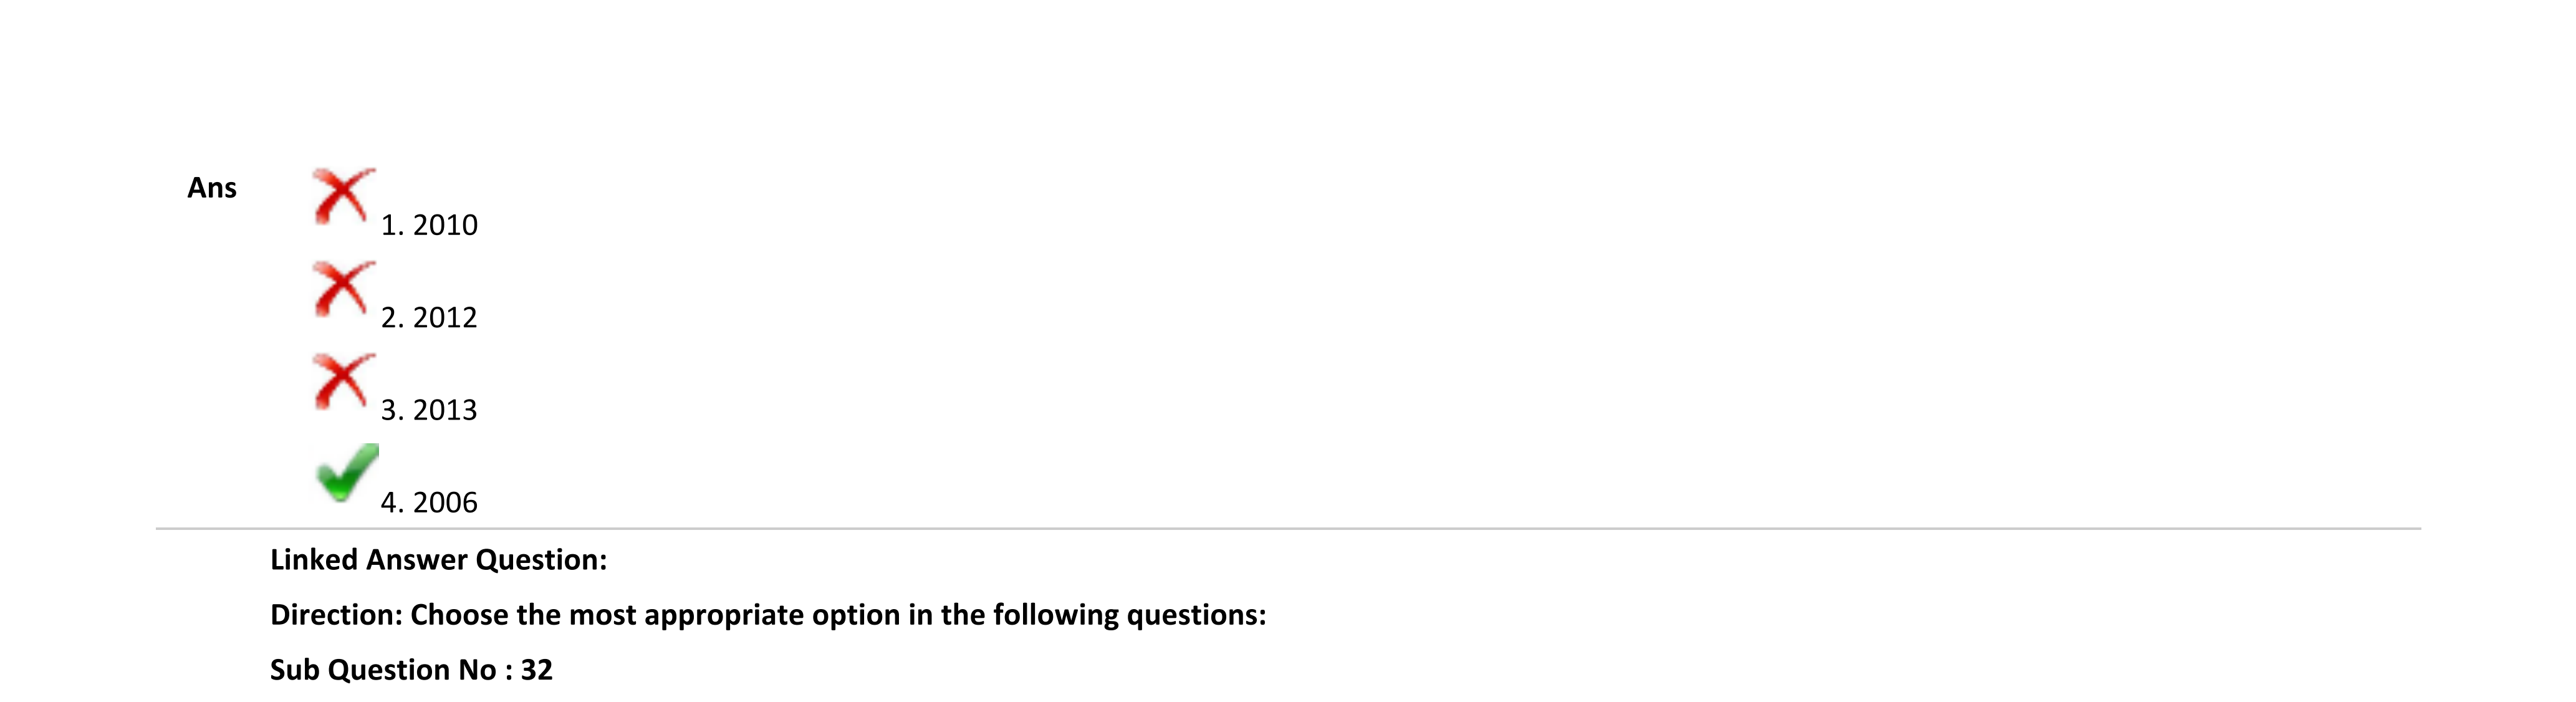 Ans
1. 2010
2. 2012
3. 2013
4. 2006
Linked Answer Question:
Direction: Choose the most appropriate option in the following questions:
Sub Question No : 32